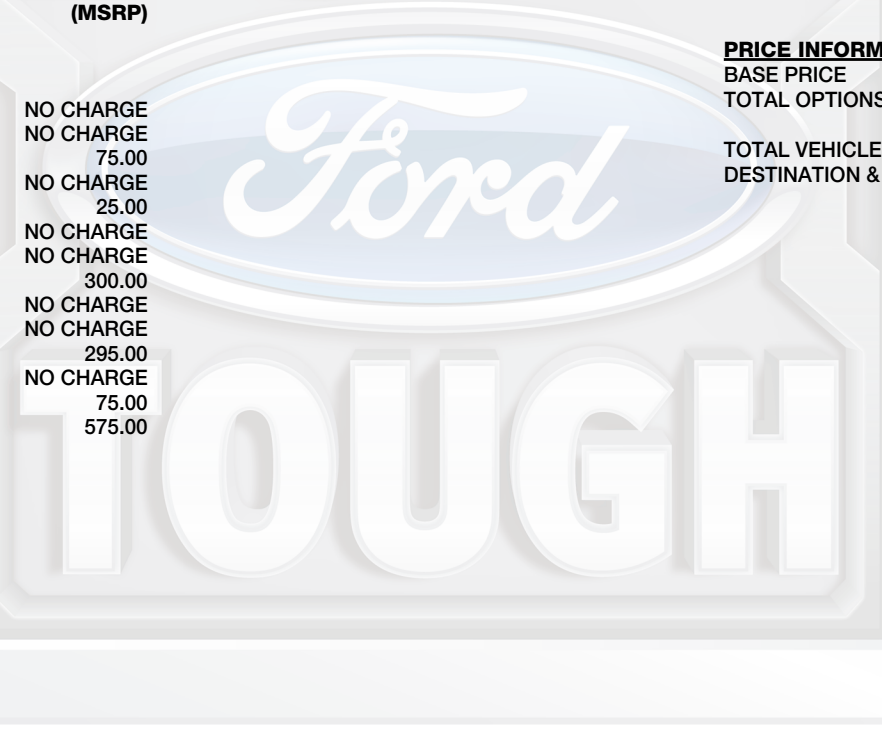 (MSRP)
NO CHARGE
NO CHARGE
75.00
NO CHARGE
25.00
NO CHARGE
NO CHARGE
300.00
NO CHARGE
NO CHARGE
295.00
NO CHARGE
75.00
575.00
PRICE INFORM
BASE PRICE
TOTAL OPTIONS
TOTAL VEHICLE
DESTINATION &
Ford
TOUGH